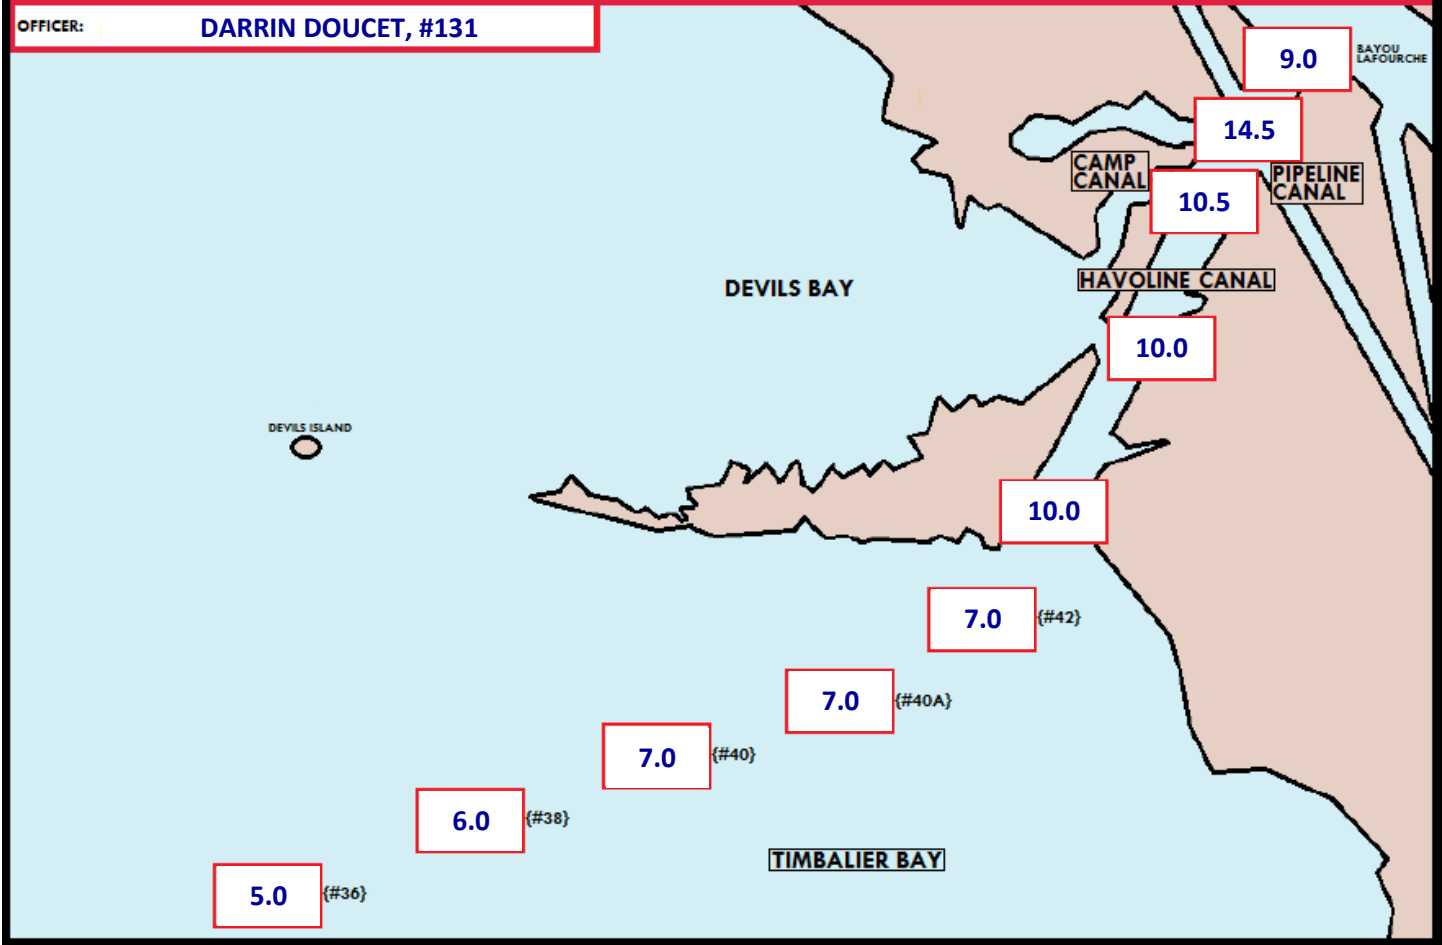 OFFICER: DARRIN DOUCET, #131
9.0
BAYOU
LAFOURCHE
14.5
CAMP
CANAL
PIPELINE
CANAL
10.5
HAVOLINE CANAL
DEVILS BAY
10.0
DEVILS ISLAND
10.0
7.0 {#42}
7.0 {#40A}
7.0 {#40}
6.0 {#38}
TIMBALIER BAY
5.0 {#36}